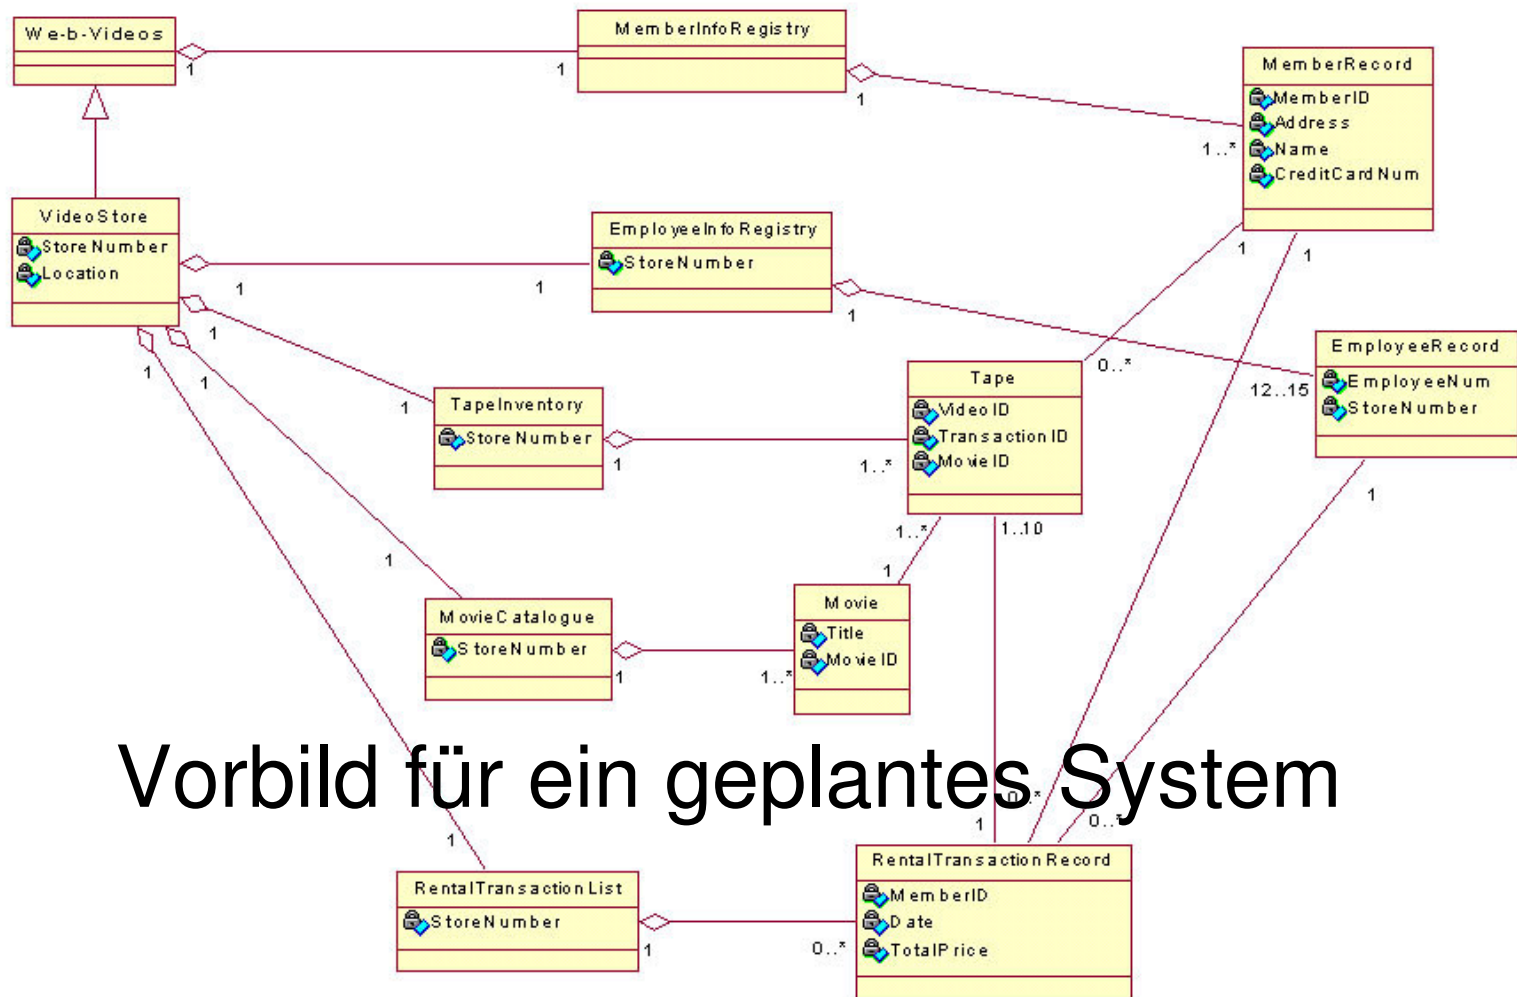 We-b-Videos
1
MemberInfoRegistry
1
1
MemberRecord
MemberID
Address
Name
CreditCardNum
1..*
VideoStore
StoreNumber
Location
1
1
1
1
EmployeeInfoRegistry
StoreNumber
1
1
1
1
EmployeeRecord
EmployeeNum
StoreNumber
12..15
1
Tape
VideoID
TransactionID
MovieID
0..*
1..*
1..*
1..10
TapeInventory
StoreNumber
1
1
MovieCatalogue
StoreNumber
1
1
Movie
Title
MovieID
1
1..*
Vorbild für ein geplantes System
0..*
0..*
1
1
RentalTransactionList
StoreNumber
1
RentalTransactionRecord
MemberID
Date
TotalPrice
0..*